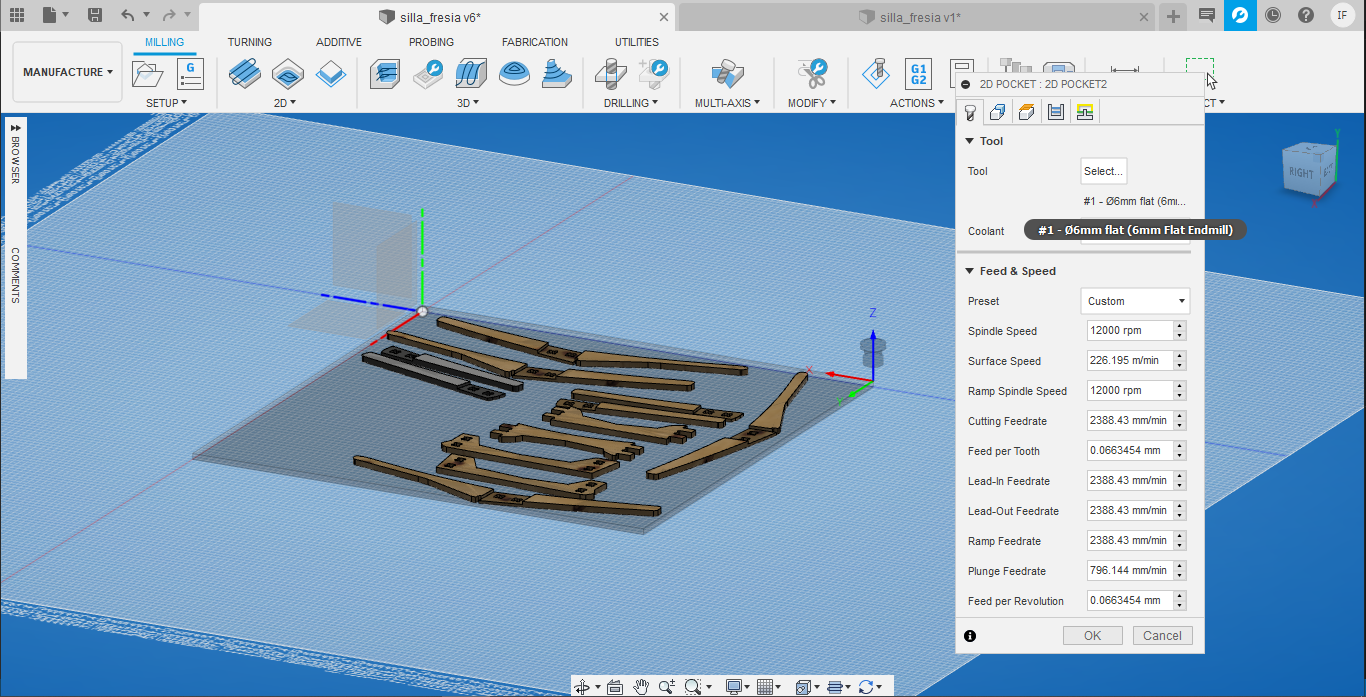 silla_fresia v6*
silla_fresia v1*
IF
MILLING TURNING ADDITIVE PROBING FABRICATION UTILITIES
MANUFACTURE
G
G1
G2
SETUP 2D 3D DRILLING MULTI-AXIS MODIFY ACTIONS CT
BROWSER
COMMENTS
2D POCKET : 2D POCKET2
Tool
Tool Select...
#1 - Ø6mm flat (6m...
Coolant
#1 - Ø6mm flat (6mm Flat Endmill)
Feed & Speed
Preset Custom
Spindle Speed 12000 rpm
Surface Speed 226.195 m/min
Ramp Spindle Speed 12000 rpm
Cutting Feedrate 2388.43 mm/min
Feed per Tooth 0.0663454 mm
Lead-In Feedrate 2388.43 mm/min
Lead-Out Feedrate 2388.43 mm/min
Ramp Feedrate 2388.43 mm/min
Plunge Feedrate 796.144 mm/min
Feed per Revolution 0.0663454 mm
OK Cancel
Y
RIGHT
Z
X